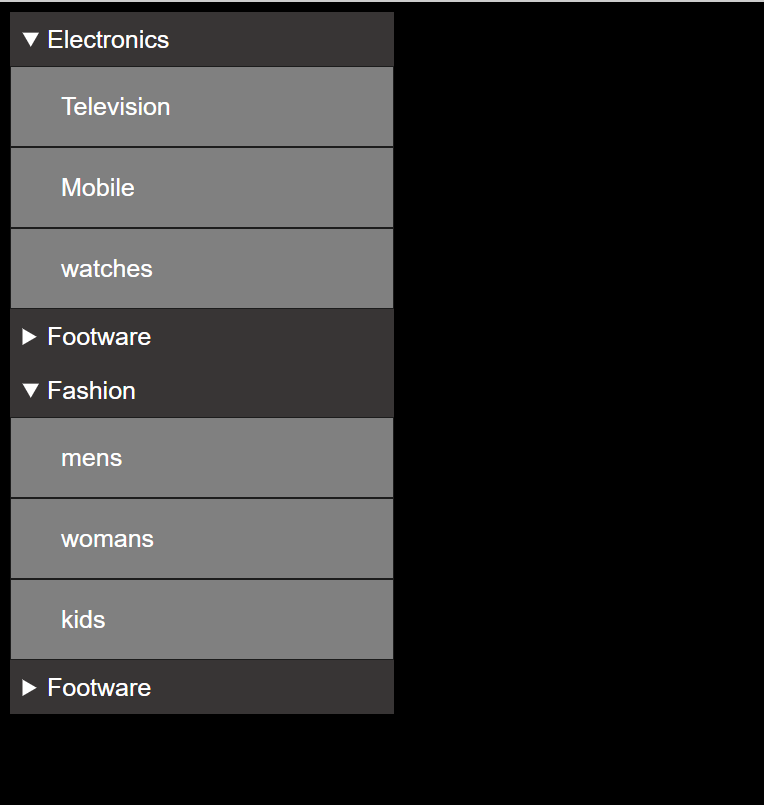 Electronics
Television
Mobile
watches
Footware
Fashion
mens
womans
kids
Footware